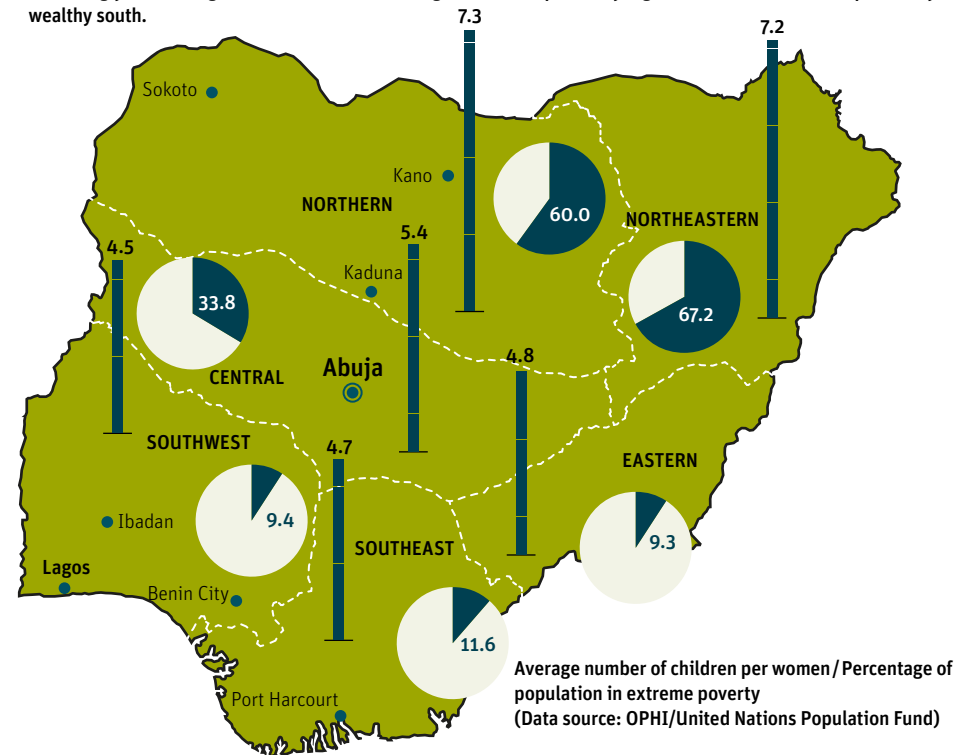 wealthy south.
7.3
7.2
Sokoto
Kano
60.0
NORTHERN
NORTHEASTERN
5.4
4.5
Kaduna
33.8
67.2
4.8
Abuja
CENTRAL
SOUTHWEST
4.7
EASTERN
Ibadan
9.4
9.3
SOUTHEAST
Lagos
Benin City
11.6
Average number of children per women / Percentage of
population in extreme poverty
Port Harcourt
(Data source: OPHI/United Nations Population Fund)